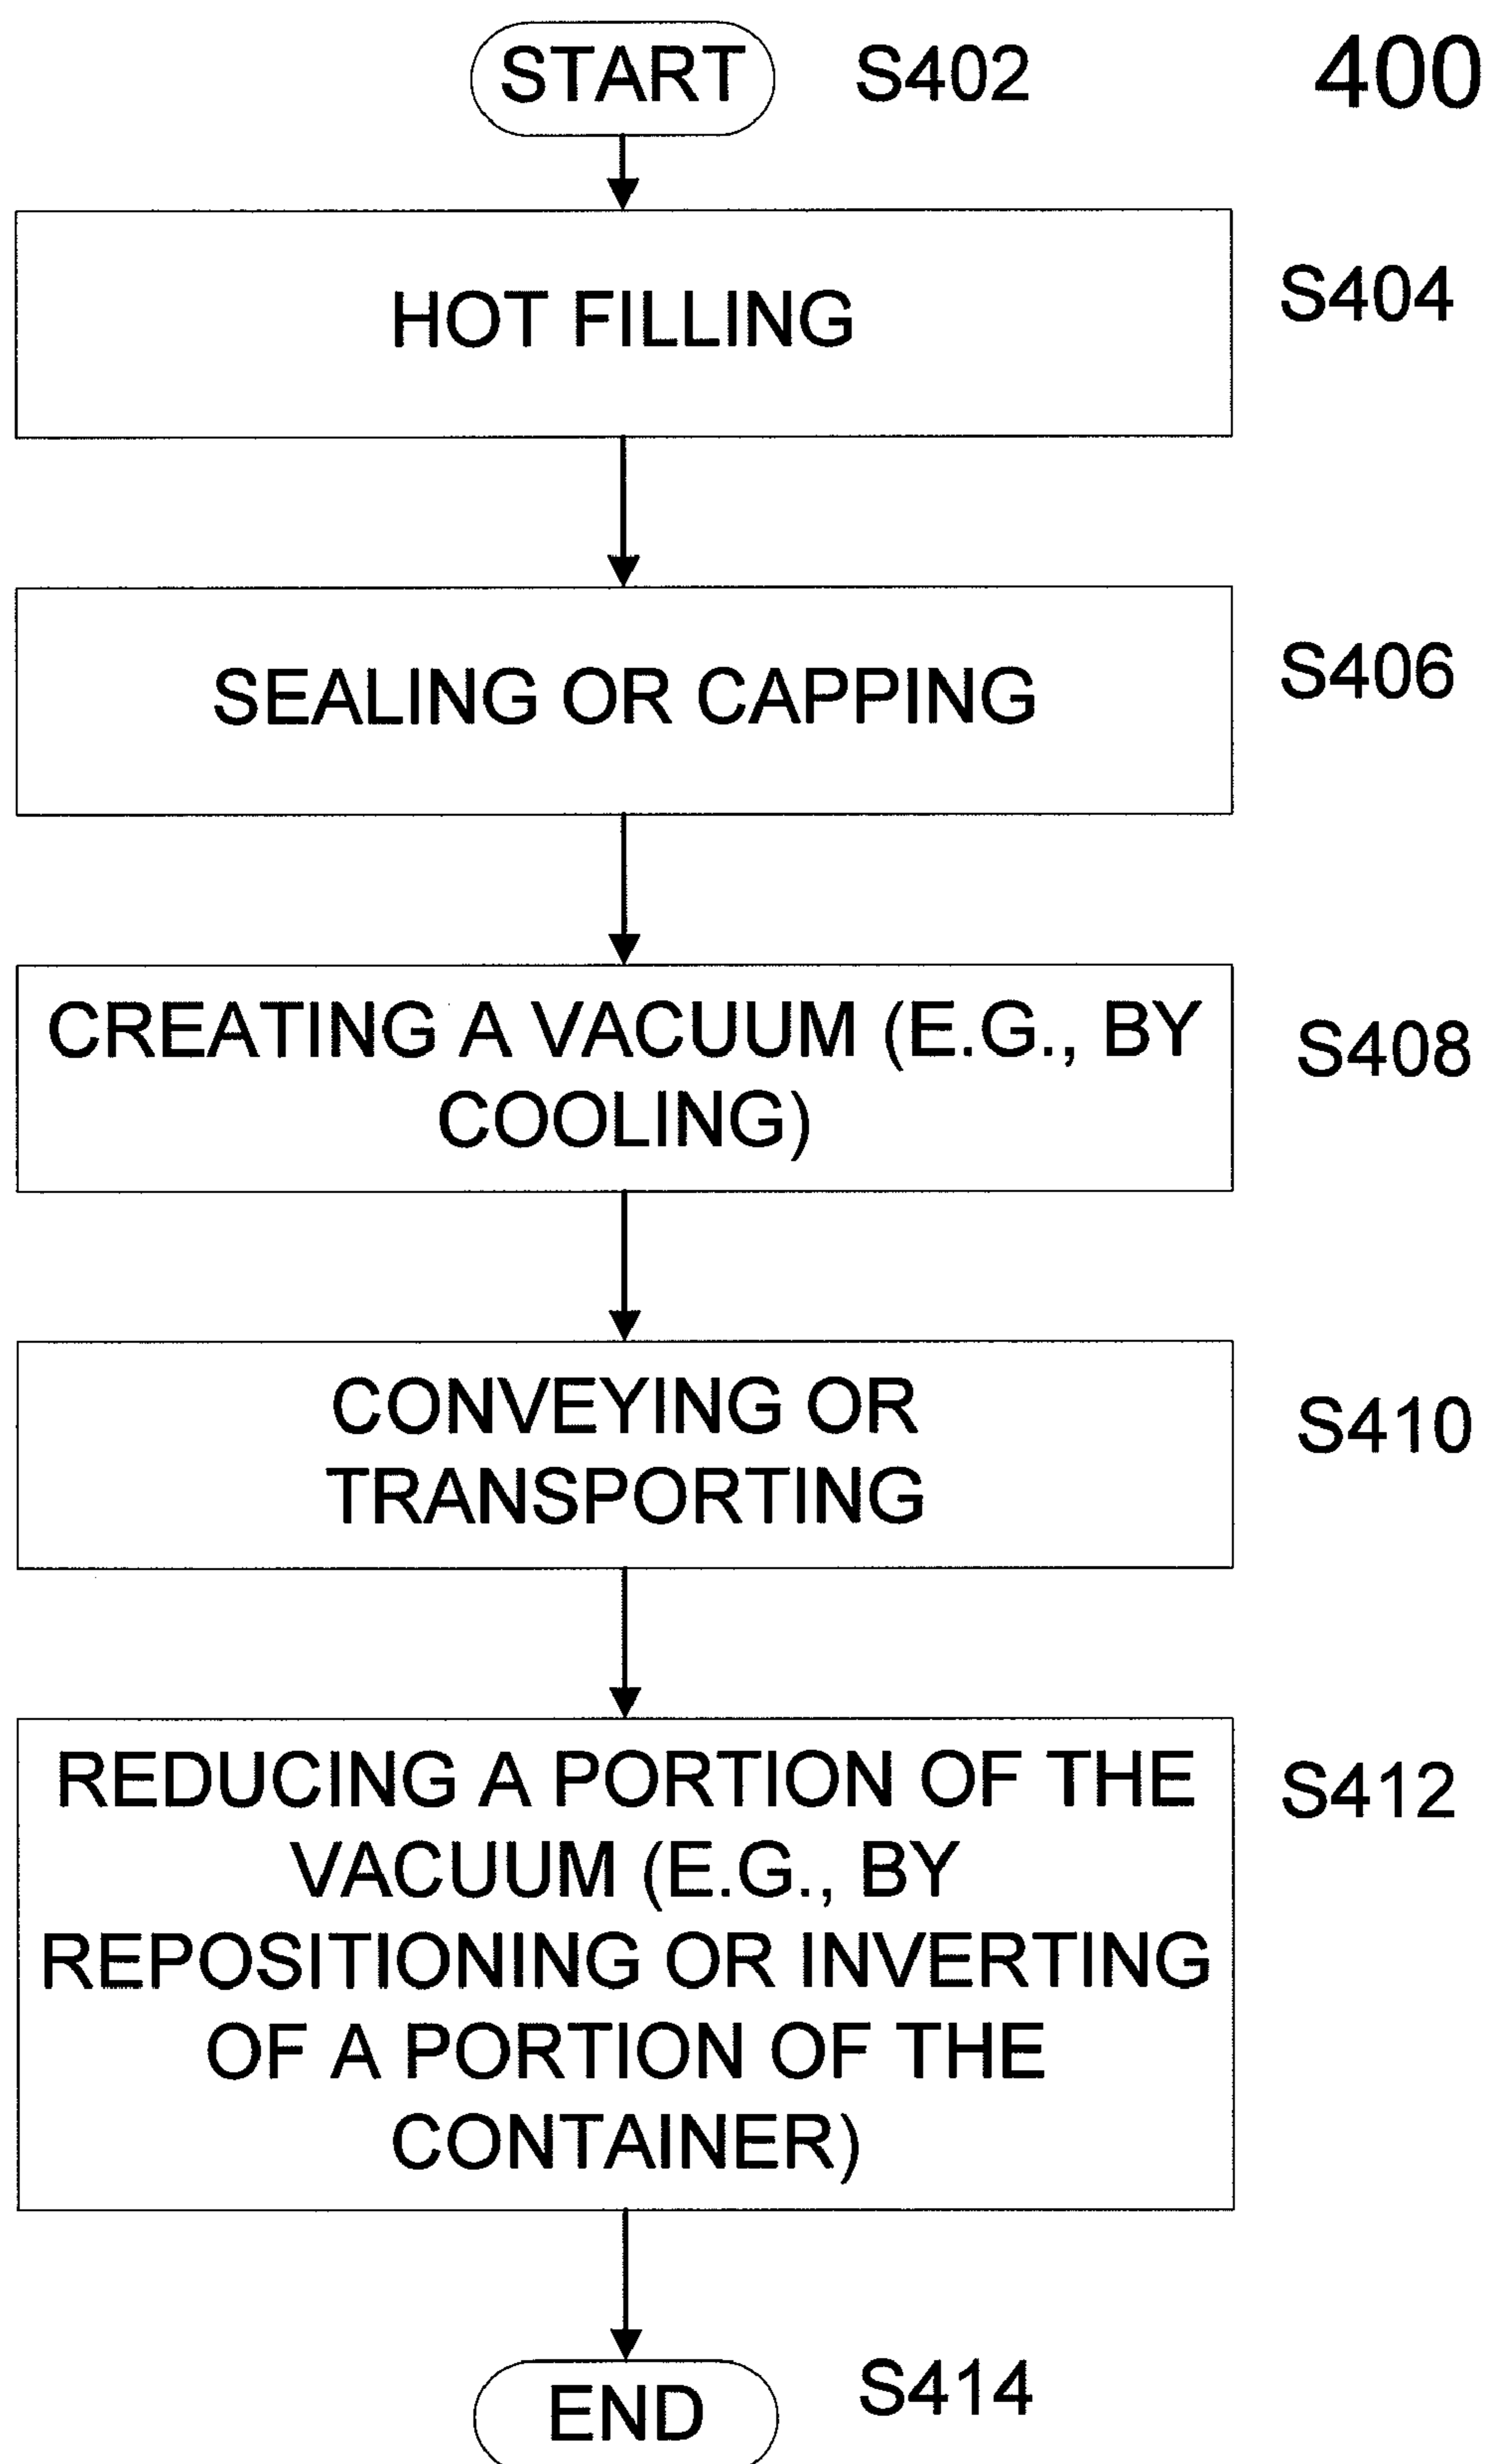 START S402 400
HOT FILLING S404
SEALING OR CAPPING S406
CREATING A VACUUM (E.G., BY S408
COOLING)
CONVEYING OR S410
TRANSPORTING
REDUCING A PORTION OF THE S412
VACUUM (E.G., BY
REPOSITIONING OR INVERTING
OF A PORTION OF THE
CONTAINER)
END S414